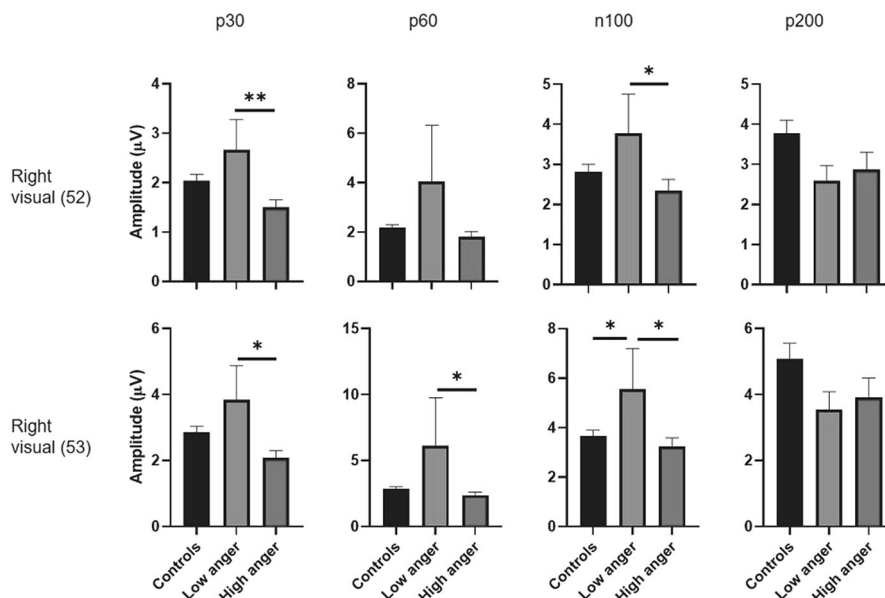 p30 p60 n100 p200
Right
visual (52)
Amplitude (µV)
4
3
2
1
0
**
8
6
4
2
0
5
4
3
2
1
0
*
5
4
3
2
1
0
Right
visual (53)
Amplitude (µV)
6
4
2
0
*
Controls
Low anger
High anger
15
10
5
0
*
Controls
Low anger
High anger
8
6
4
2
0
* *
Controls
Low anger
High anger
6
4
2
0
Controls
Low anger
High anger